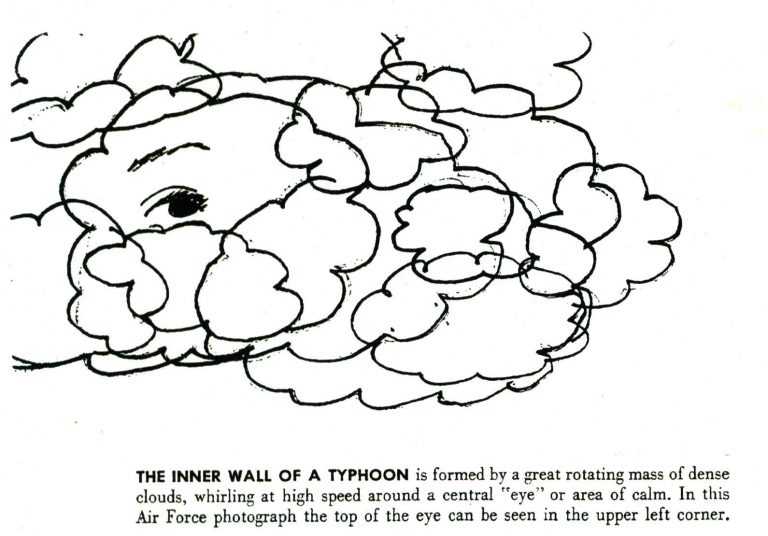 THE INNER WALL OF A TYPHOON is formed by a great rotating mass of dense
clouds, whirling at high speed around a central "eye" or area of calm. In this
Air Force photograph the top of the eye can be seen in the upper left corner.